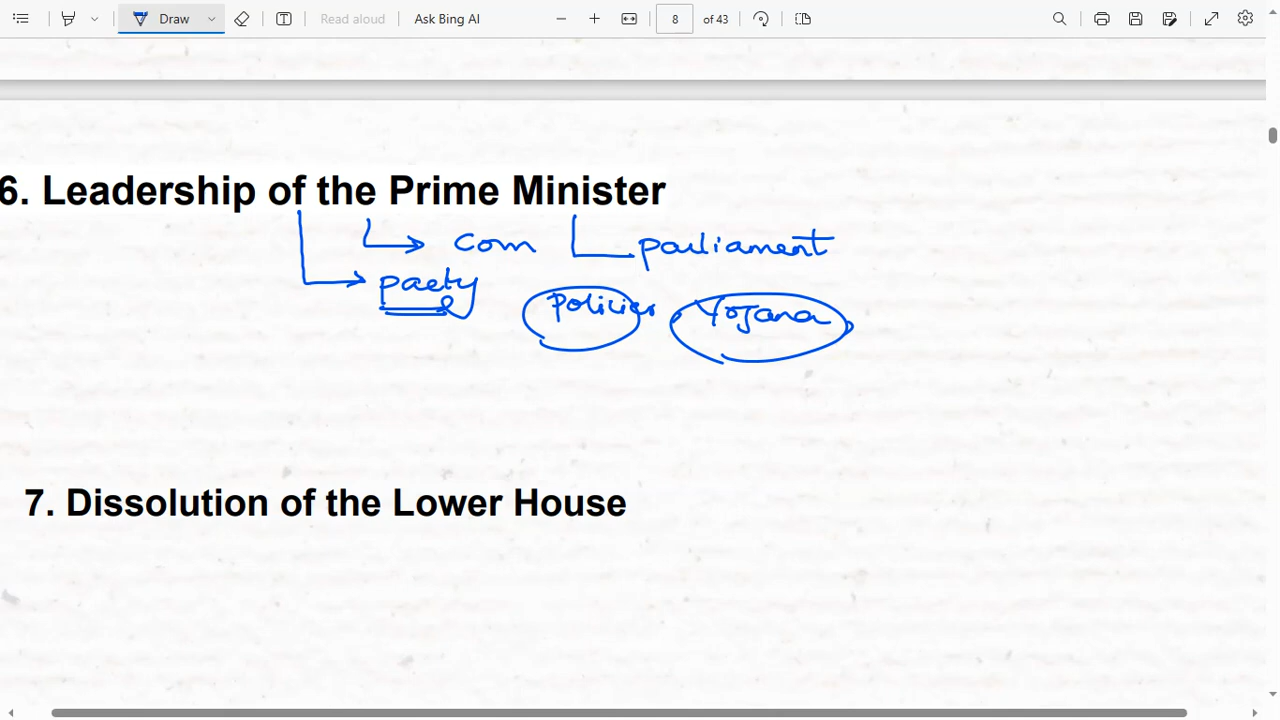 Draw
Read aloud
Ask Bing AI
8 of 43
6. Leadership of the Prime Minister
Com parliament
party
Policies Yojana
7. Dissolution of the Lower House